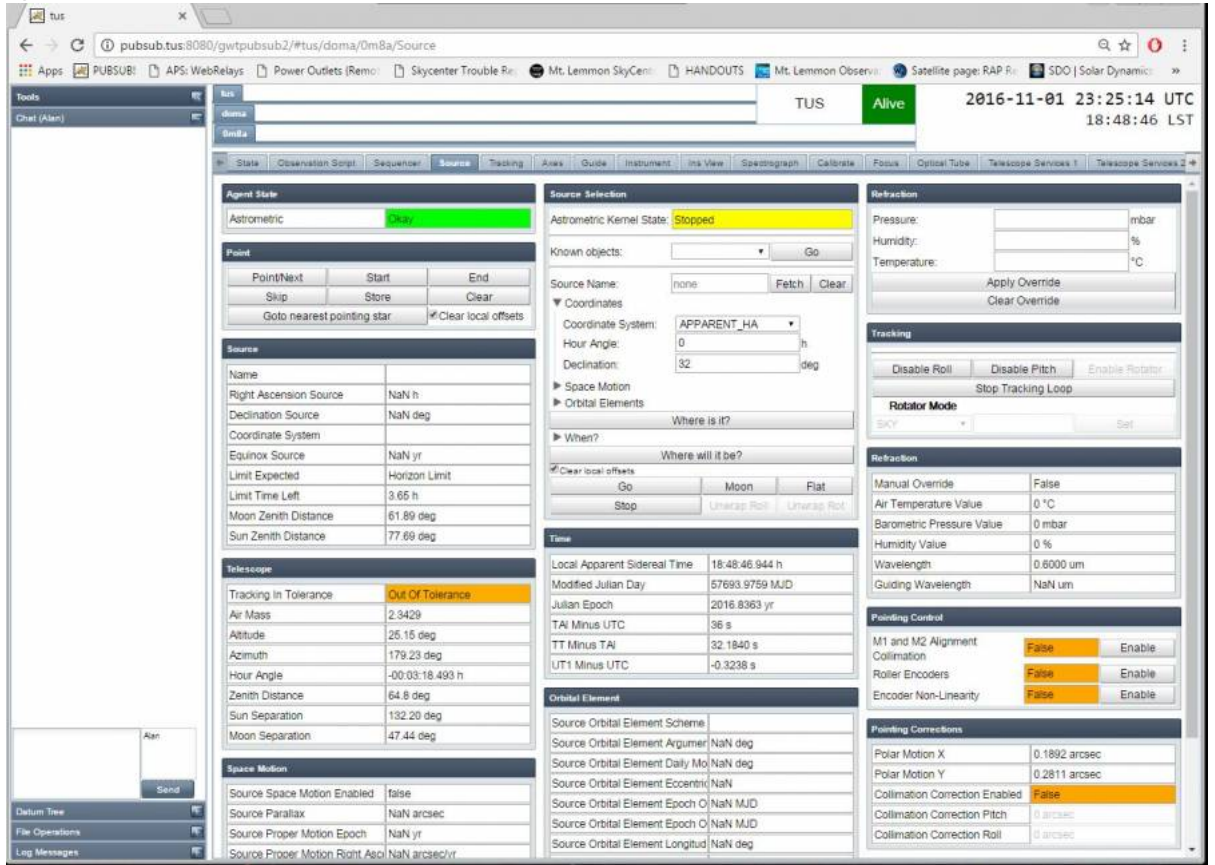 tus
pubsub.tus:8080/gwtpubsub2/#tus/doma/0m8a/Source
Apps PUBSUB: APS: WebRelays Power Outlets (Remo Skycenter Trouble Re Mt. Lemmon SkyCent HANDOUTS Mt. Lemmon Observa Satellite page: RAP R SDO | Solar Dynamic »
Tools
Chat (Alan)
tus
doma
0m8a
TUS
Alive
2016-11-01 23:25:14 UTC
18:48:46 LST
State Observation Script Sequencer Source Tracking Axes Guide Instrument Ins View Spectrograph Calibrate Focus Optical Tube Telescope Services 1 Telescope Services 2
Agent State
Astrometric Okay
Point
Point/Next Start End
Skip Store Clear
Goto nearest pointing star Clear local offsets
Source
Name
Right Ascension Source NaN h
Declination Source NaN deg
Coordinate System
Equinox Source NaN yr
Limit Expected Horizon Limit
Limit Time Left 3.65 h
Moon Zenith Distance 61.89 deg
Sun Zenith Distance 77.69 deg
Telescope
Tracking In Tolerance Out Of Tolerance
Air Mass 2.3429
Altitude 25.15 deg
Azimuth 179.23 deg
Hour Angle -00:03:18.493 h
Zenith Distance 64.8 deg
Sun Separation 132.20 deg
Moon Separation 47.44 deg
Space Motion
Source Space Motion Enabled false
Source Parallax NaN arcsec
Source Proper Motion Epoch NaN yr
Source Proper Motion Right Asc NaN arcsec/yr
Source Selection
Astrometric Kernel State: Stopped
Known objects: Go
Source Name: none Fetch Clear
▼ Coordinates
Coordinate System: APPARENT_HA
Hour Angle: 0 h
Declination: 32 deg
► Space Motion
► Orbital Elements
Where is it?
► When?
Where will it be?
Clear local offsets
Go Moon Flat
Stop Unwrap Roll Unwrap Rot
Time
Local Apparent Sidereal Time 18:48:46.944 h
Modified Julian Day 57693.9759 MJD
Julian Epoch 2016.8363 yr
TAI Minus UTC 36 s
TT Minus TAI 32.1840 s
UT1 Minus UTC -0.3238 s
Orbital Element
Source Orbital Element Scheme
Source Orbital Element Argumer NaN deg
Source Orbital Element Daily Mo NaN deg
Source Orbital Element Eccentric NaN
Source Orbital Element Epoch O NaN MJD
Source Orbital Element Epoch O NaN MJD
Source Orbital Element Longitud NaN deg
Refraction
Pressure: mbar
Humidity: %
Temperature: °C
Apply Override
Clear Override
Tracking
Disable Roll Disable Pitch Enable Rotator
Stop Tracking Loop
Rotator Mode
SKY Set
Refraction
Manual Override False
Air Temperature Value 0 °C
Barometric Pressure Value 0 mbar
Humidity Value 0 %
Wavelength 0.6000 um
Guiding Wavelength NaN um
Pointing Control
M1 and M2 Alignment
Collimation False Enable
Roller Encoders False Enable
Encoder Non-Linearity False Enable
Pointing Corrections
Polar Motion X 0.1892 arcsec
Polar Motion Y 0.2811 arcsec
Collimation Correction Enabled False
Collimation Correction Pitch 0 arcsec
Collimation Correction Roll 0 arcsec
Alan
Send
Datum Tree
File Operations
Log Messages